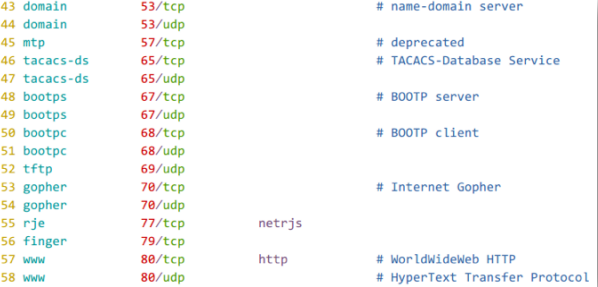 43 domain 53/tcp # name-domain server
44 domain 53/udp
45 mtp 57/tcp # deprecated
46 tacacs-ds 65/tcp # TACACS-Database Service
47 tacacs-ds 65/udp
48 bootps 67/tcp # BOOTP server
49 bootps 67/udp
50 bootpc 68/tcp # BOOTP client
51 bootpc 68/udp
52 tftp 69/udp
53 gopher 70/tcp # Internet Gopher
54 gopher 70/udp
55 rje 77/tcp netrjs
56 finger 79/tcp
57 www 80/tcp http # WorldWideWeb HTTP
58 www 80/udp # HyperText Transfer Protocol